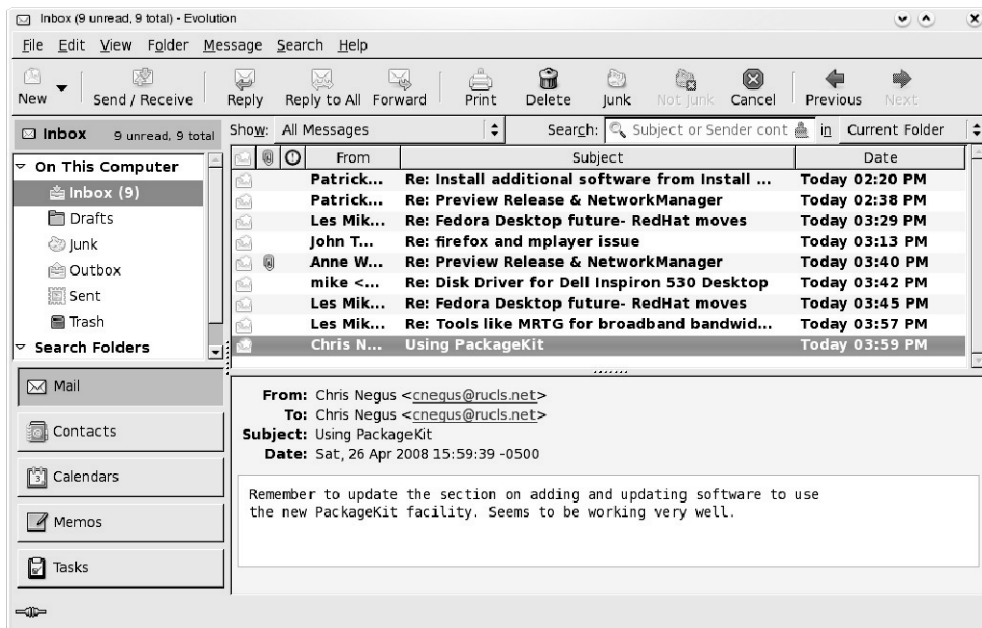 Inbox (9 unread, 9 total) - Evolution
File Edit View Folder Message Search Help
New Send / Receive Reply Reply to All Forward Print Delete Junk Not Junk Cancel Previous Next
Inbox 9 unread, 9 total Show: All Messages Search: Subject or Sender cont in Current Folder
On This Computer
Inbox (9)
Drafts
Junk
Outbox
Sent
Trash
Search Folders
Mail
Contacts
Calendars
Memos
Tasks
From Subject Date
Patrick... Re: Install additional software from Install ... Today 02:20 PM
Patrick... Re: Preview Release & NetworkManager Today 02:38 PM
Les Mik... Re: Fedora Desktop future- RedHat moves Today 03:29 PM
John T... Re: firefox and mplayer issue Today 03:13 PM
Anne W... Re: Preview Release & NetworkManager Today 03:40 PM
mike <... Re: Disk Driver for Dell Inspiron 530 Desktop Today 03:42 PM
Les Mik... Re: Fedora Desktop future- RedHat moves Today 03:45 PM
Les Mik... Re: Tools like MRTG for broadband bandwid... Today 03:57 PM
Chris N... Using PackageKit Today 03:59 PM
From: Chris Negus <cnegus@rucls.net>
To: Chris Negus <cnegus@rucls.net>
Subject: Using PackageKit
Date: Sat, 26 Apr 2008 15:59:39 -0500
Remember to update the section on adding and updating software to use
the new PackageKit facility. Seems to be working very well.